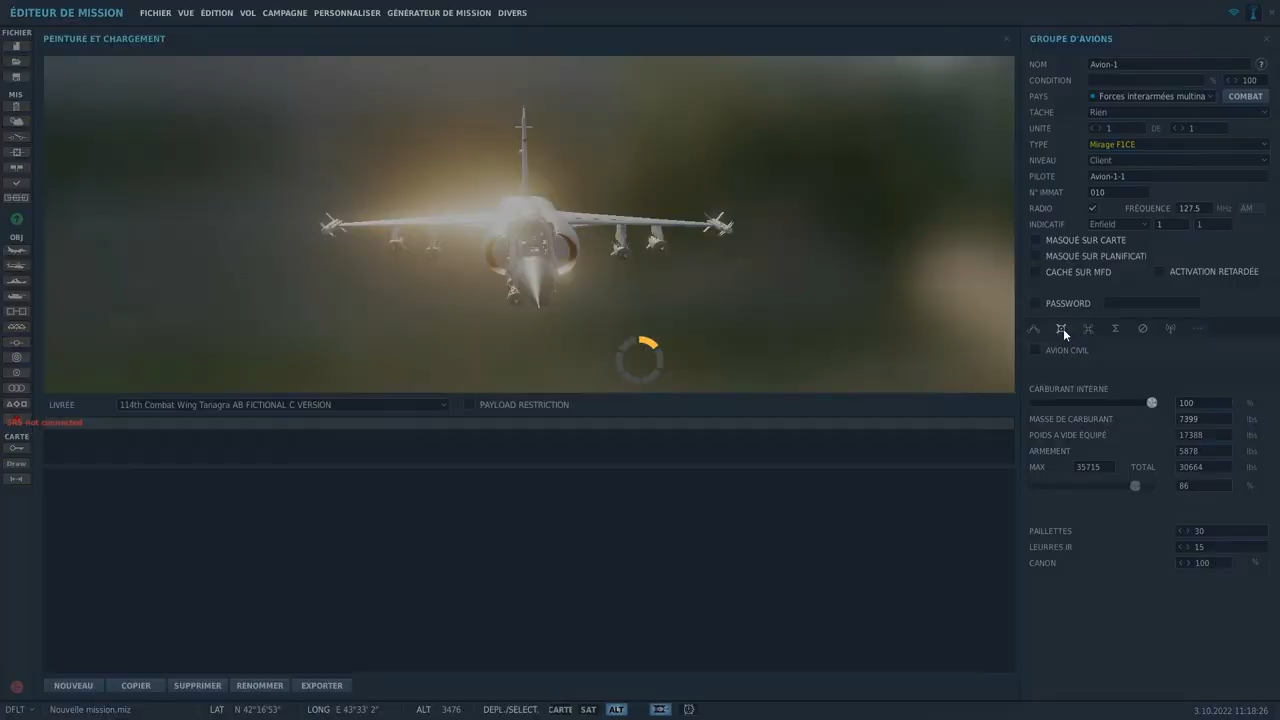 ÉDITEUR DE MISSION
FICHIER VUE ÉDITION VOL CAMPAGNE PERSONNALISER GÉNÉRATEUR DE MISSION DIVERS
FICHIER
MIS
OBJ
SRS not connected
CARTE
Draw
PEINTURE ET CHARGEMENT
LIVRÉE 114th Combat Wing Tanagra AB FICTIONAL C VERSION PAYLOAD RESTRICTION
NOUVEAU COPIER SUPPRIMER RENOMMER EXPORTER
GROUPE D'AVIONS
NOM Avion-1 ?
CONDITION % < > 100
PAYS Forces interarmées multina COMBAT
TÂCHE Rien
UNITÉ < > 1 DE < > 1
TYPE Mirage F1CE
NIVEAU Client
PILOTE Avion-1-1
N° IMMAT 010
RADIO FRÉQUENCE 127.5 MHz AM
INDICATIF Enfield 1 1
MASQUÉ SUR CARTE
MASQUÉ SUR PLANIFICATI
CACHÉ SUR MFD ACTIVATION RETARDÉE
PASSWORD
AVION CIVIL
CARBURANT INTERNE
100 %
MASSE DE CARBURANT 7399 lbs
POIDS A VIDE ÉQUIPÉ 17388 lbs
ARMEMENT 5878 lbs
MAX 35715 TOTAL 30664 lbs
86 %
PAILLETTES < > 30
LEURRES IR < > 15
CANON < > 100 %
DFLT Nouvelle mission.miz LAT N 42°16'53" LONG E 43°33' 2" ALT 3476 DEPL./SELECT. CARTE SAT ALT 3.10.2022 11:18:26